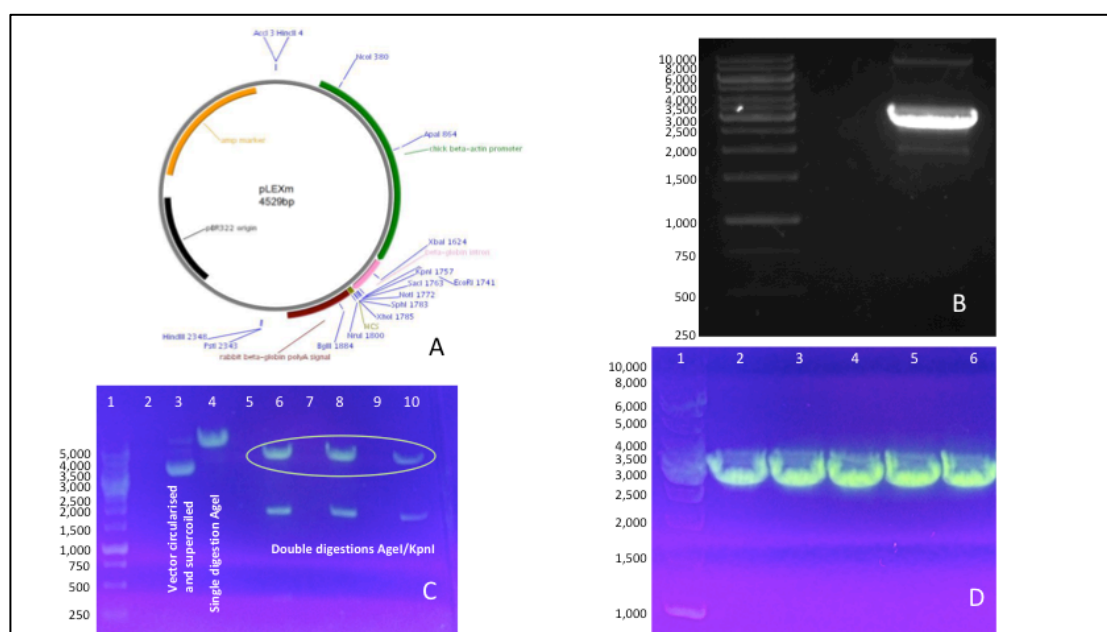 AccI 3 HindI 4
NcoI 380
ApaI 864
chick beta-actin promoter
amp marker
pLEXm
4529bp
pBR322 origin
XbaI 1624
beta-globin intron
KpnI 1757
SacI 1763
EcoRI 1741
NotI 1772
SphI 1783
XhoI 1785
MCS
NruI 1800
BglII 1884
HindIII 2348
PstI 2343
rabbit beta-globin polyA signal
A
10,000
8,000
6,000
5,000
4,000
3,500
3,000
2,500
2,000
1,500
1,000
750
500
250
B
1 2 3 4 5 6 7 8 9 10
5,000
4,000
3,500
3,000
2,500
2,000
1,500
1,000
750
500
250
Vector circularised
and supercoiled
Single digestion AgeI
Double digestions AgeI/KpnI
C
1 2 3 4 5 6
10,000
8,000
6,000
5,000
4,000
3,500
3,000
2,500
2,000
1,500
1,000
D